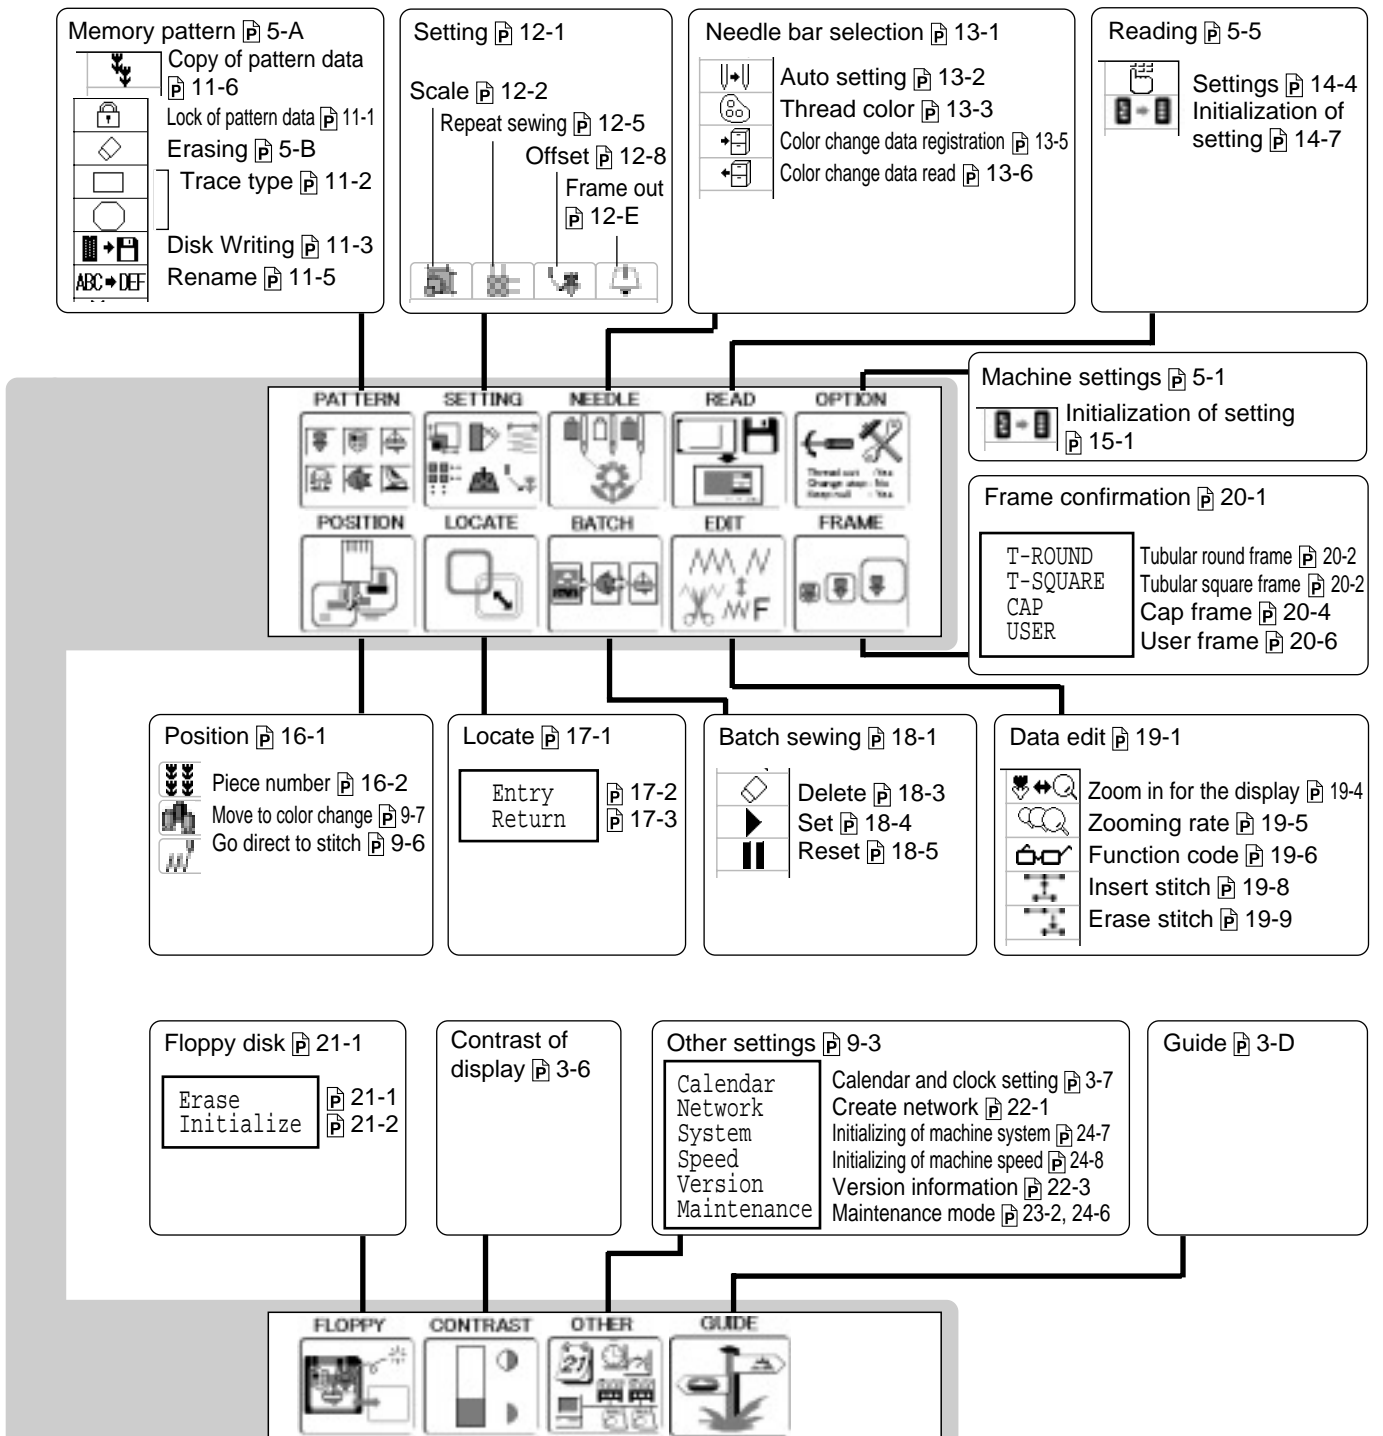 Memory pattern P 5-A
Copy of pattern data
P 11-6
Lock of pattern data P 11-1
Erasing P 5-B
Trace type P 11-2
Disk Writing P 11-3
ABC DEF Rename P 11-5
Setting P 12-1
Scale P 12-2
Repeat sewing P 12-5
Offset P 12-8
Frame out
P 12-E
Needle bar selection P 13-1
Auto setting P 13-2
Thread color P 13-3
Color change data registration P 13-5
Color change data read P 13-6
Reading P 5-5
Settings P 14-4
Initialization of
setting P 14-7
Machine settings P 5-1
Initialization of setting
P 15-1
PATTERN SETTING NEEDLE READ OPTION
Thread cut :Yes
Change step :No
Keep null :Yes
POSITION LOCATE BATCH EDIT FRAME
F
Frame confirmation P 20-1
T-ROUND Tubular round frame P 20-2
T-SQUARE Tubular square frame P 20-2
CAP Cap frame P 20-4
USER User frame P 20-6
Position P 16-1
Piece number P 16-2
Move to color change P 9-7
Go direct to stitch P 9-6
Locate P 17-1
Entry P 17-2
Return P 17-3
Batch sewing P 18-1
Delete P 18-3
Set P 18-4
Reset P 18-5
Data edit P 19-1
Zoom in for the display P 19-4
Zooming rate P 19-5
Function code P 19-6
Insert stitch P 19-8
Erase stitch P 19-9
Floppy disk P 21-1
Erase P 21-1
Initialize P 21-2
Contrast of
display P 3-6
Other settings P 9-3
Calendar Calendar and clock setting P 3-7
Network Create network P 22-1
System Initializing of machine system P 24-7
Speed Initializing of machine speed P 24-8
Version Version information P 22-3
Maintenance Maintenance mode P 23-2, 24-6
Guide P 3-D
FLOPPY CONTRAST OTHER GUIDE
21